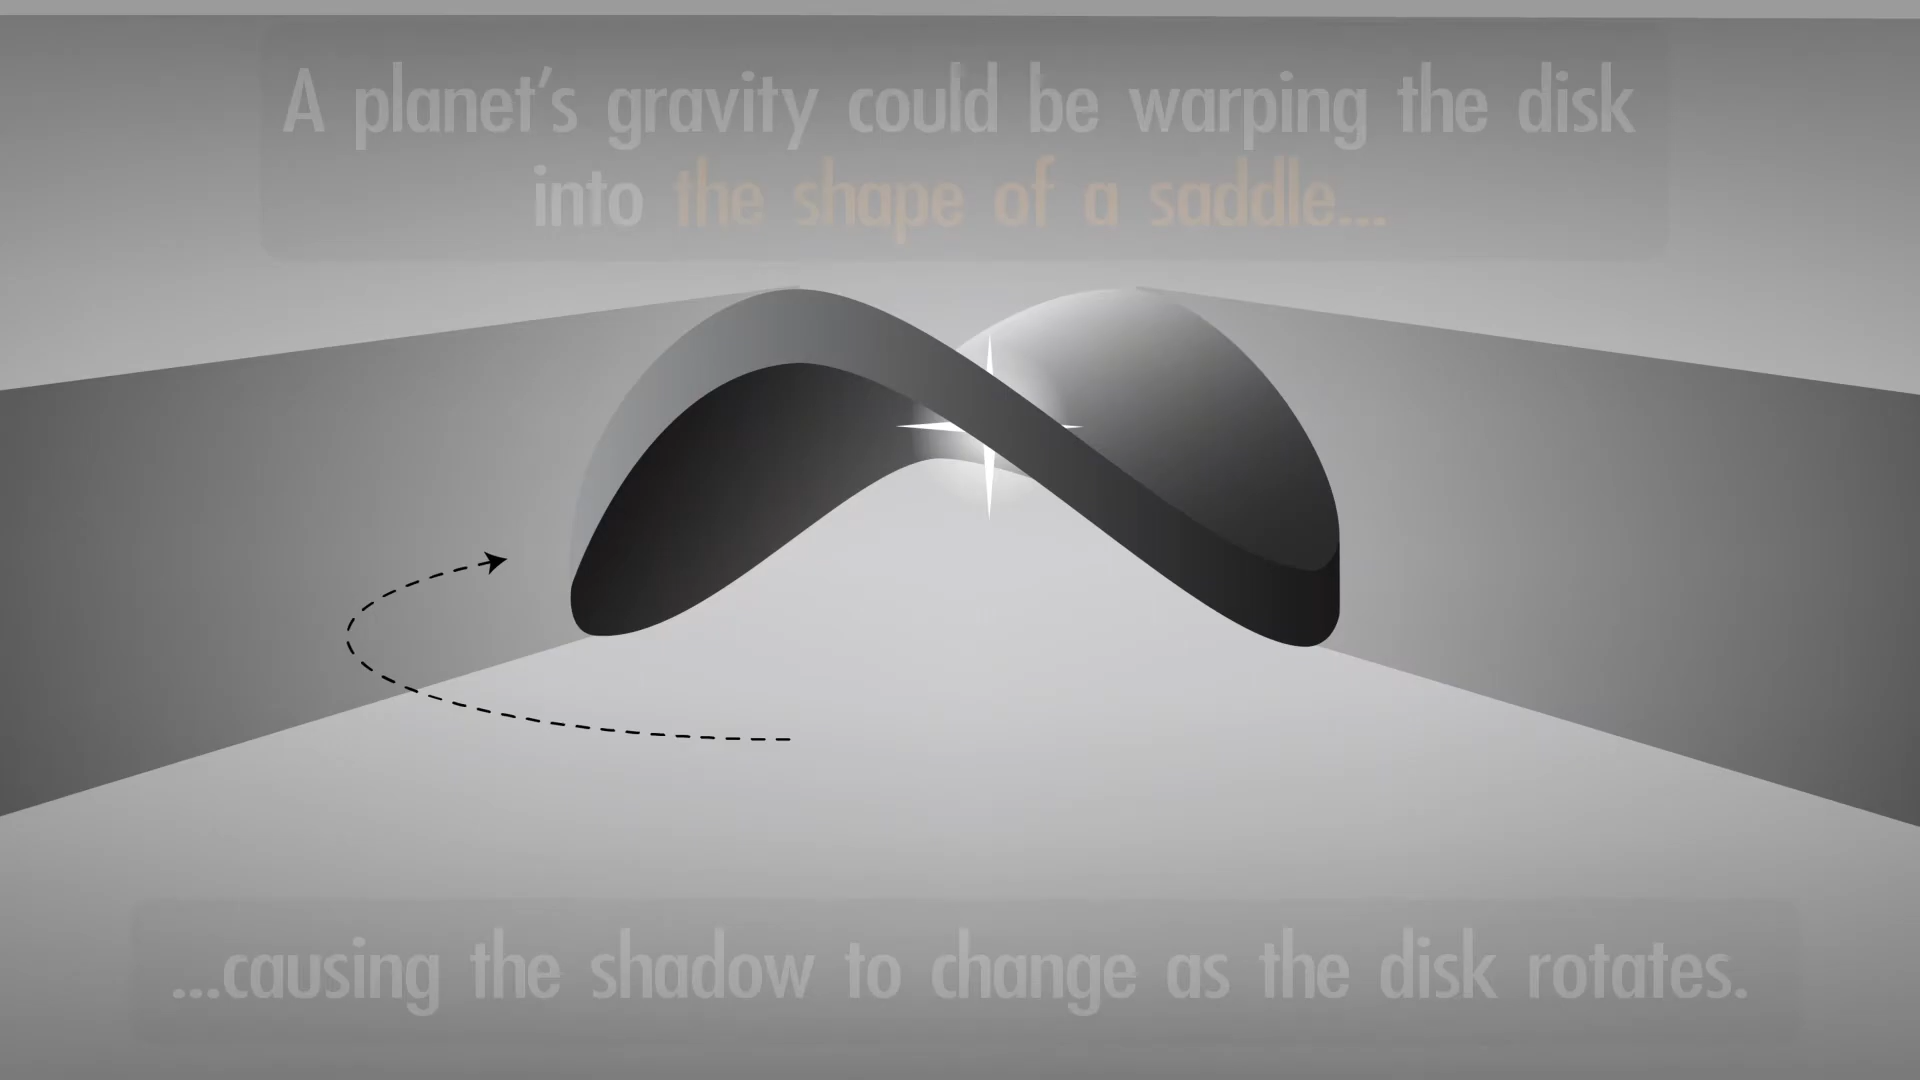 A planet’s gravity could be warping the disk
into the shape of a saddle...
...causing the shadow to change as the disk rotates.